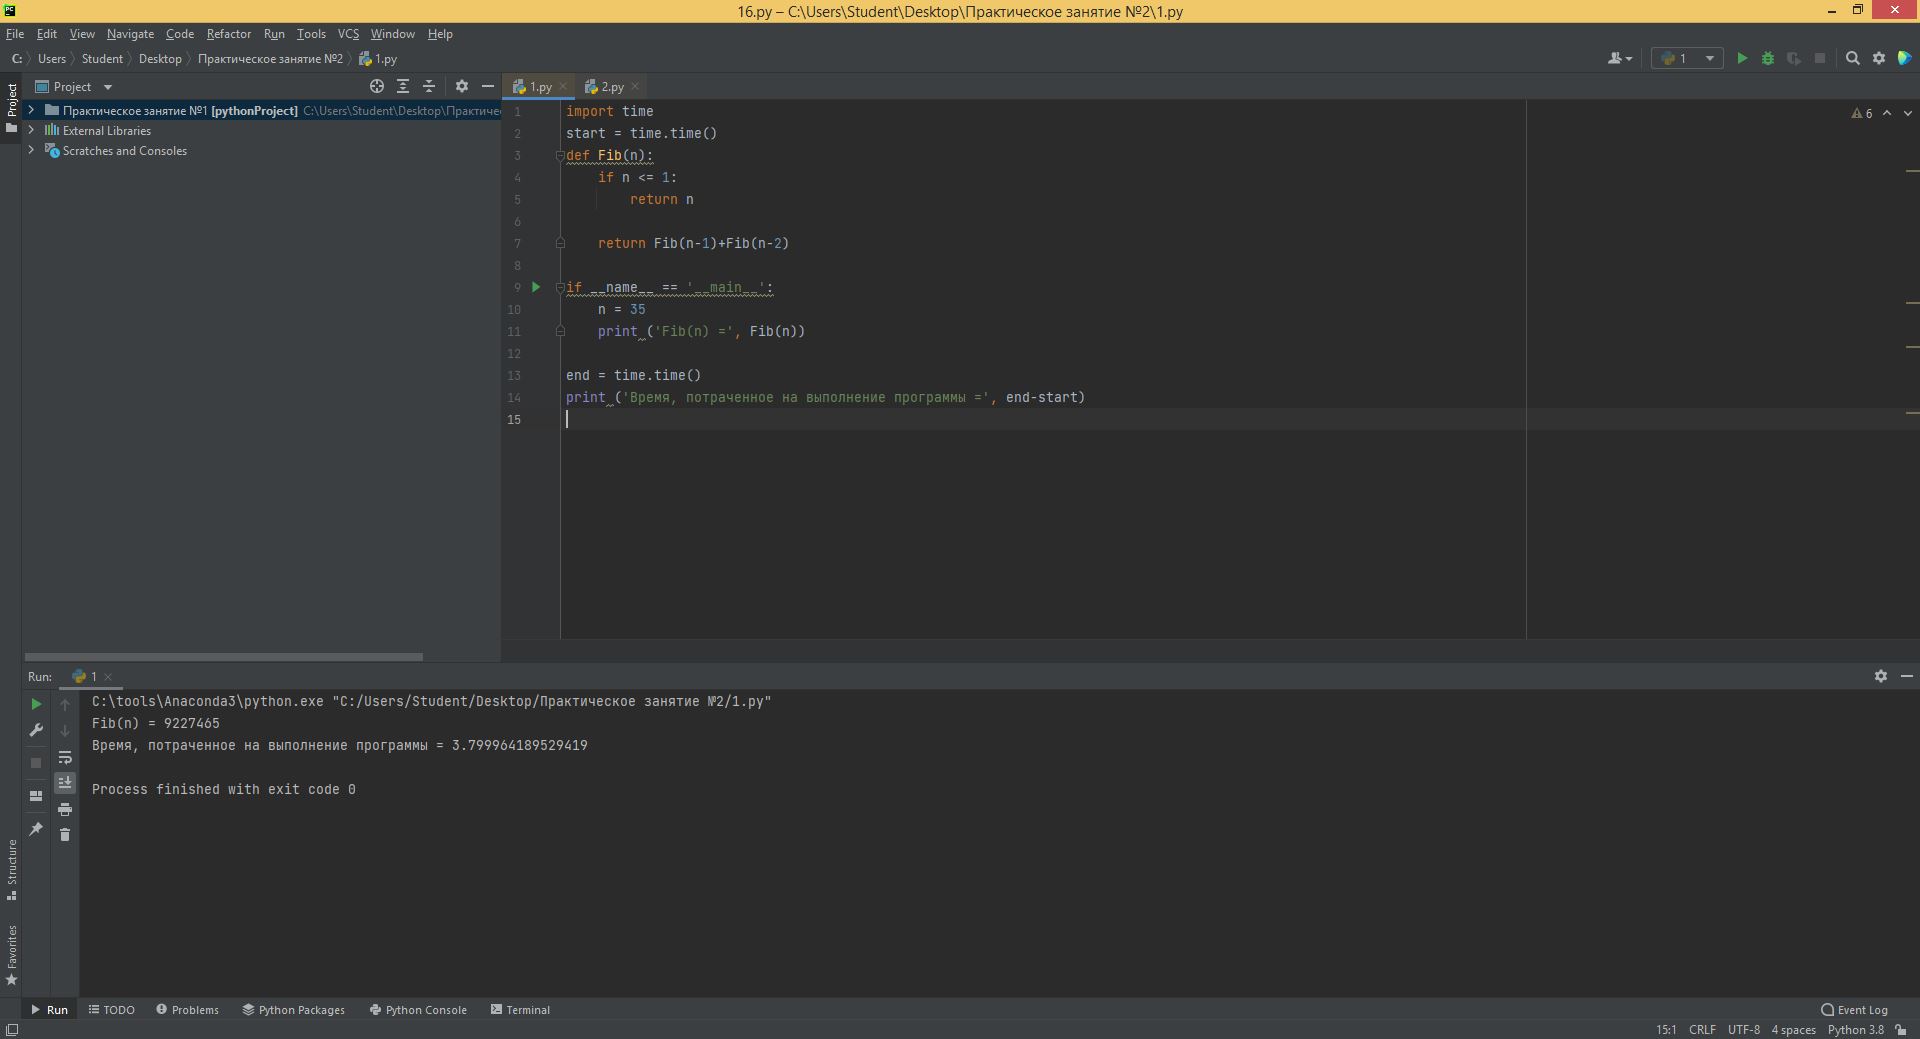 16.py – C:\Users\Student\Desktop\Практическое занятие №2\1.py
File Edit View Navigate Code Refactor Run Tools VCS Window Help
C: Users Student Desktop Практическое занятие №2 1.py
1
Project
Project
1.py
2.py
Практическое занятие №1 [pythonProject] C:\Users\Student\Desktop\Практиче
External Libraries
Scratches and Consoles
6
1 import time
2 start = time.time()
3 def Fib(n):
4 if n <= 1:
5 return n
6
7 return Fib(n-1)+Fib(n-2)
8
9 if __name__ == '__main__':
10 n = 35
11 print ('Fib(n) =', Fib(n))
12
13 end = time.time()
14 print ('Время, потраченное на выполнение программы =', end-start)
15
Run: 1
C:\tools\Anaconda3\python.exe "C:/Users/Student/Desktop/Практическое занятие №2/1.py"
Fib(n) = 9227465
Время, потраченное на выполнение программы = 3.799964189529419
Process finished with exit code 0
Structure
Favorites
Run TODO Problems Python Packages Python Console Terminal Event Log
15:1 CRLF UTF-8 4 spaces Python 3.8